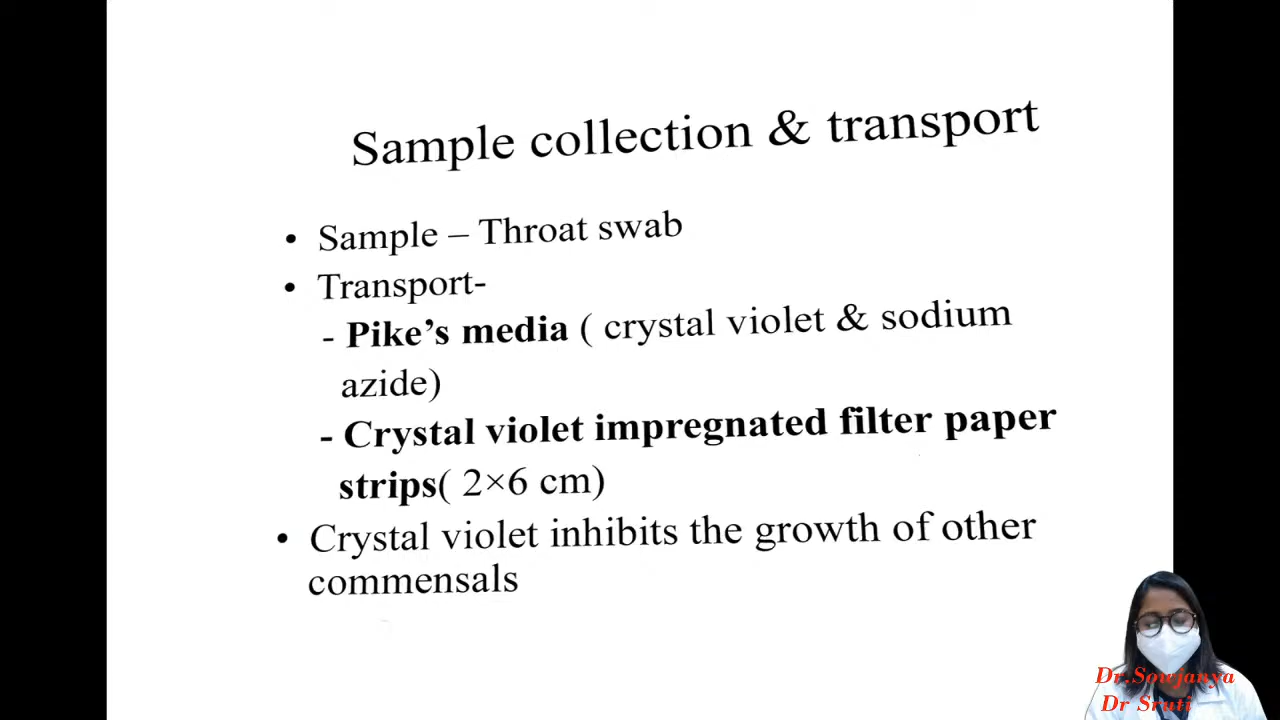 Sample collection & transport
• Sample – Throat swab
• Transport-
- Pike’s media ( crystal violet & sodium
azide)
- Crystal violet impregnated filter paper
strips( 2×6 cm)
• Crystal violet inhibits the growth of other
commensals
Dr.Soujanya
Dr Sruti